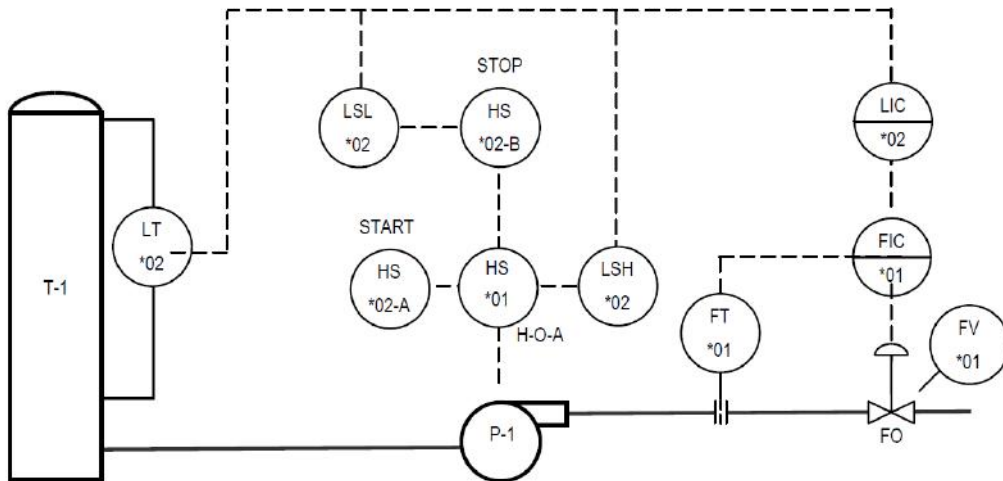 STOP
LSL
*02
HS
*02-B
LIC
*02
START
LT
*02
HS
*02-A
HS
*01
LSH
*02
FIC
*01
T-1
H-O-A
FT
*01
FV
*01
P-1
FO